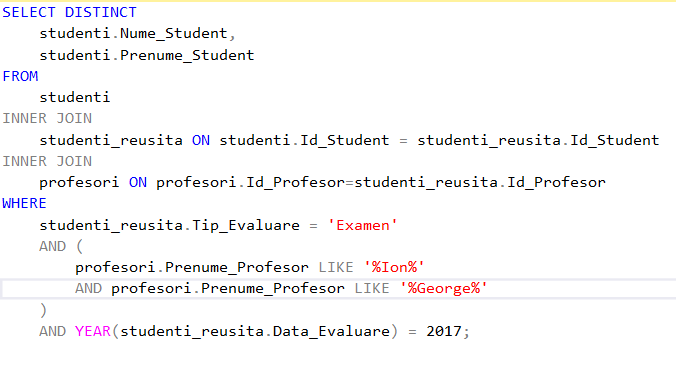 SELECT DISTINCT
studenti.Nume_Student,
studenti.Prenume_Student
FROM
studenti
INNER JOIN
studenti_reusita ON studenti.Id_Student = studenti_reusita.Id_Student
INNER JOIN
profesori ON profesori.Id_Profesor=studenti_reusita.Id_Profesor
WHERE
studenti_reusita.Tip_Evaluare = 'Examen'
AND (
profesori.Prenume_Profesor LIKE '%Ion%'
AND profesori.Prenume_Profesor LIKE '%George%'
)
AND YEAR(studenti_reusita.Data_Evaluare) = 2017;